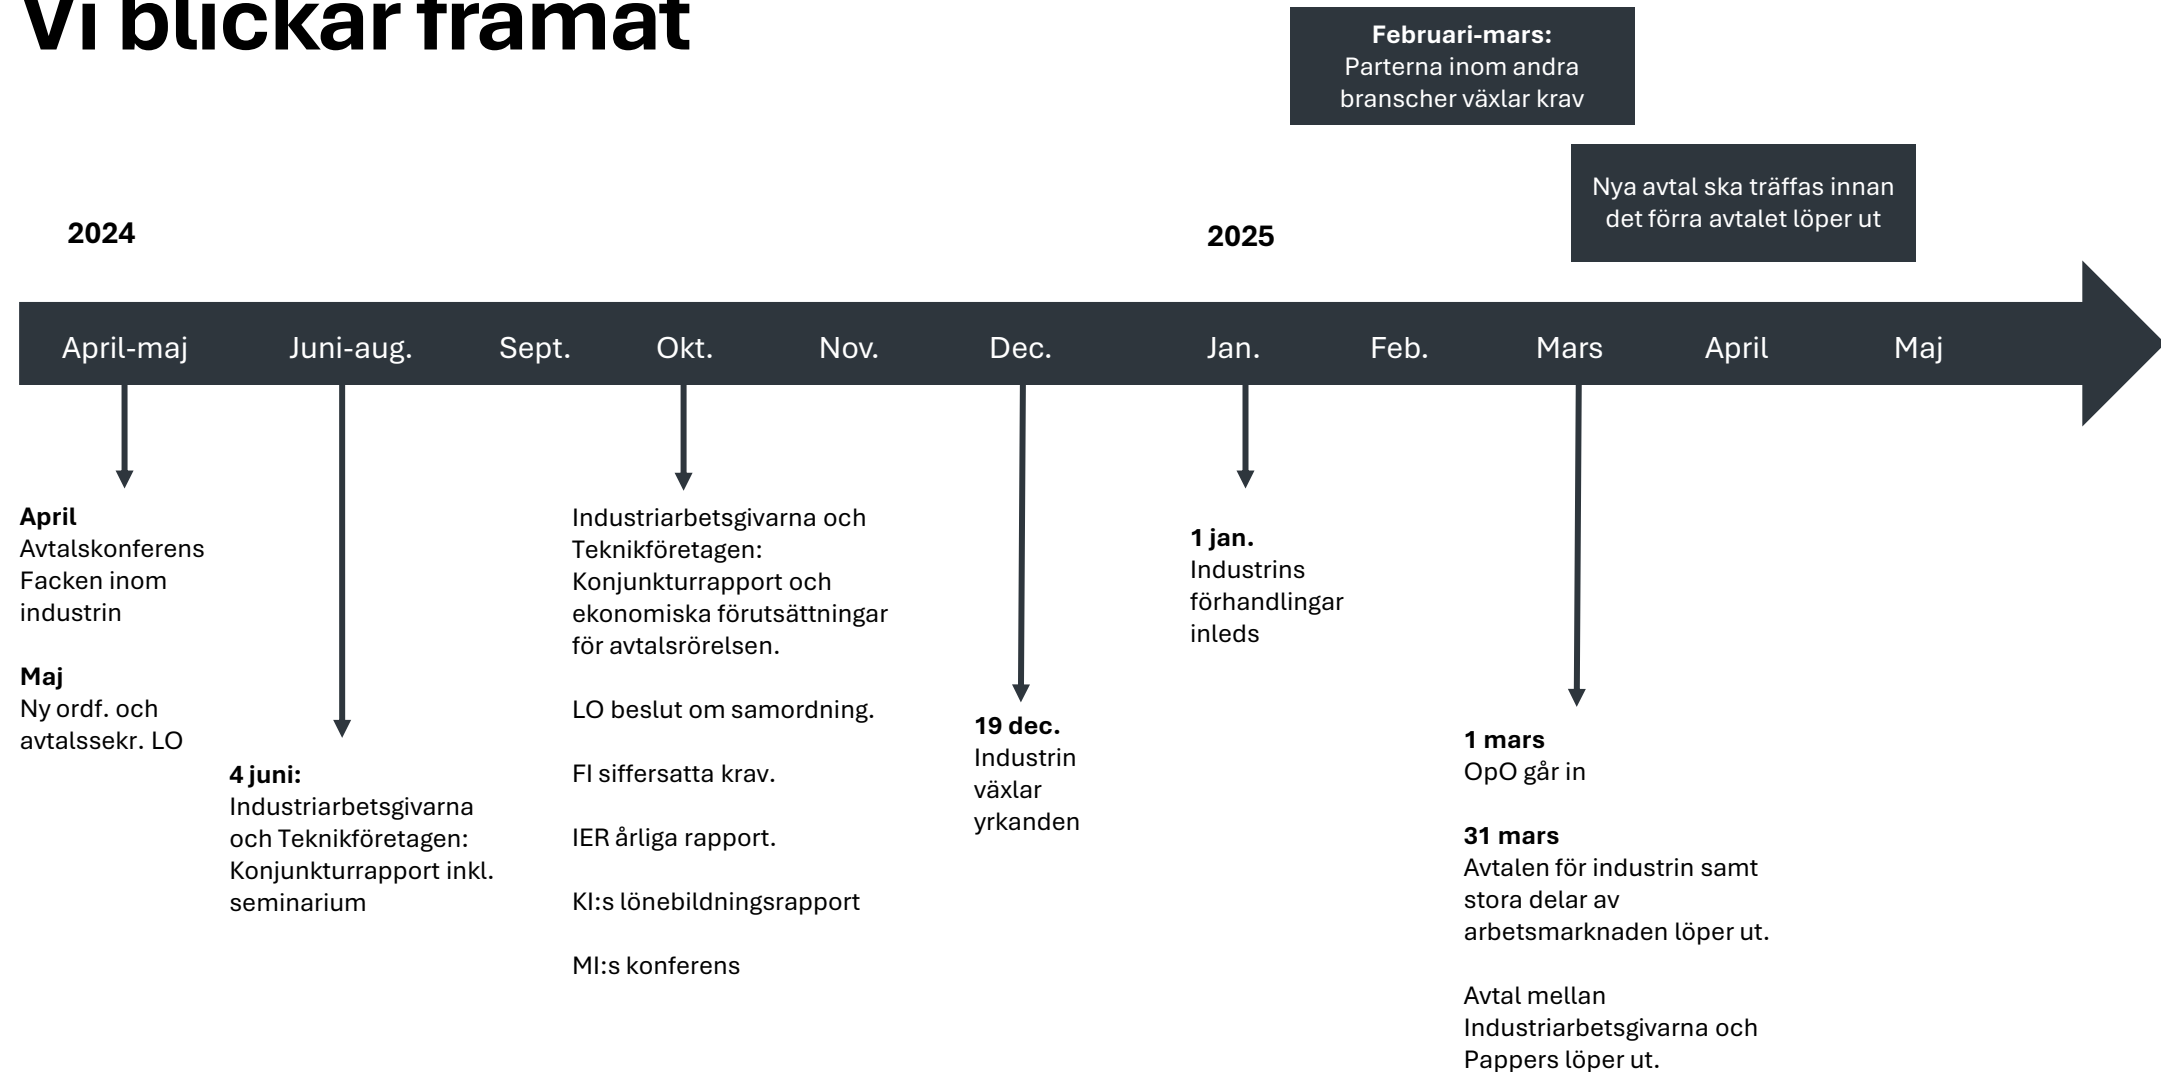 Vi blickar framåt
Februari-mars:
Parterna inom andra
branscher växlar krav
Nya avtal ska träffas innan
det förra avtalet löper ut
2024
2025
April-maj
Juni-aug.
Sept.
Okt.
Nov.
Dec.
Jan.
Feb.
Mars
April
Maj
April
Avtalskonferens
Facken inom
industrin
Maj
Ny ordf. och
avtalssekr. LO
4 juni:
Industriarbetsgivarna
och Teknikföretagen:
Konjunkturrapport inkl.
seminarium
Industriarbetsgivarna och
Teknikföretagen:
Konjunkturrapport och
ekonomiska förutsättningar
för avtalsrörelsen.
LO beslut om samordning.
FI siffersatta krav.
IER årliga rapport.
KI:s lönebildningsrapport
MI:s konferens
19 dec.
Industrin
växlar
yrkanden
1 jan.
Industrins
förhandlingar
inleds
1 mars
OpO går in
31 mars
Avtalen för industrin samt
stora delar av
arbetsmarknaden löper ut.
Avtal mellan
Industriarbetsgivarna och
Pappers löper ut.